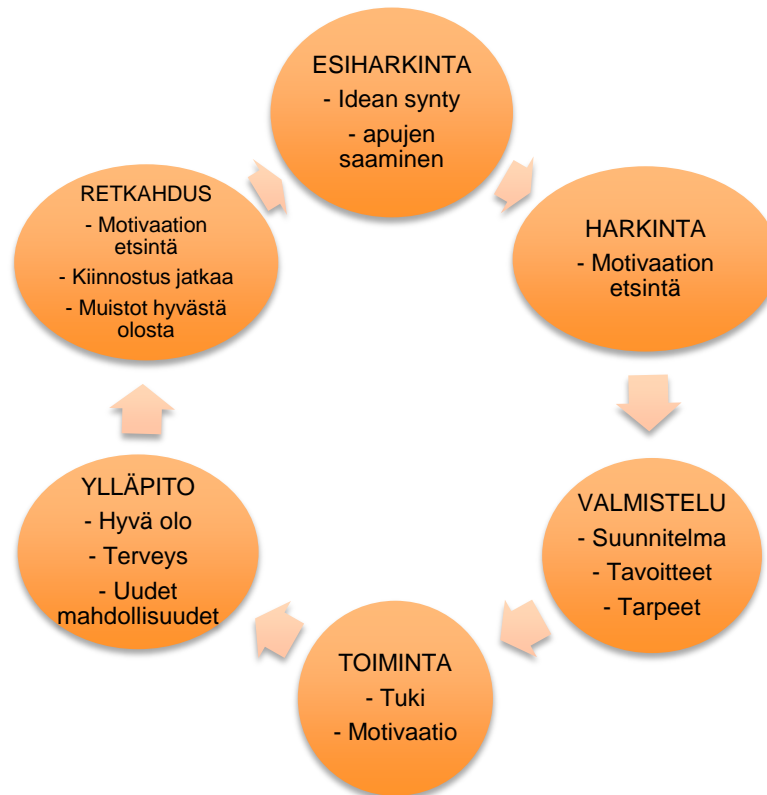 ESIHARKINTA
- Idean synty
- apujen
saaminen
HARKINTA
- Motivaation
etsintä
VALMISTELU
- Suunnitelma
- Tavoitteet
- Tarpeet
TOIMINTA
- Tuki
- Motivaatio
YLLÄPITO
- Hyvä olo
- Terveys
- Uudet
mahdollisuudet
RETKAHDUS
- Motivaation
etsintä
- Kiinnostus jatkaa
- Muistot hyvästä
olosta